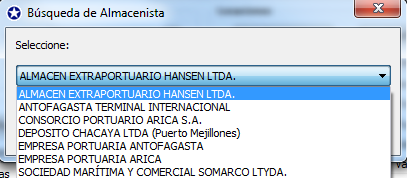 Búsqueda de Almacenista
Seleccione:
ALMACEN EXTRAPORTUARIO HANSEN LTDA.
ALMACEN EXTRAPORTUARIO HANSEN LTDA.
ANTOFAGASTA TERMINAL INTERNACIONAL
CONSORCIO PORTUARIO ARICA S.A.
DEPOSITO CHACAYA LTDA (Puerto Mejillones)
EMPRESA PORTUARIA ANTOFAGASTA
EMPRESA PORTUARIA ARICA
SOCIEDAD MARÍTIMA Y COMERCIAL SOMARCO LTYDA.